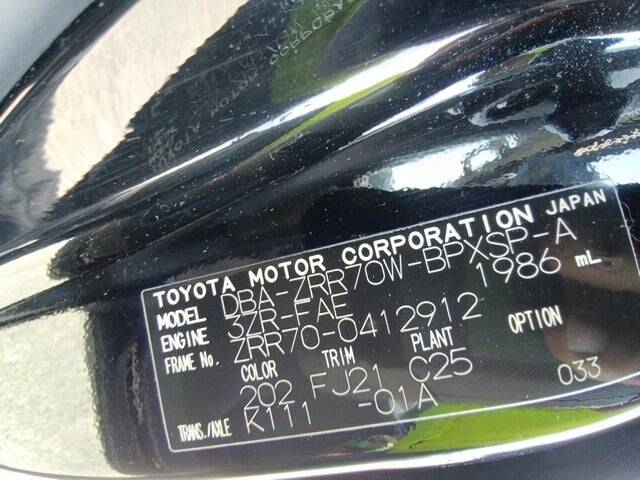 TOYOTA MOTOR CORPORATION JAPAN
MODEL DBA-ZRR70W-BPXSP-A
ENGINE 3ZR-FAE 1986 mL
FRAME No. ZRR70-0412912
COLOR TRIM PLANT OPTION
202 FJ21 C25 033
TRANS./AXLE K111 -01A